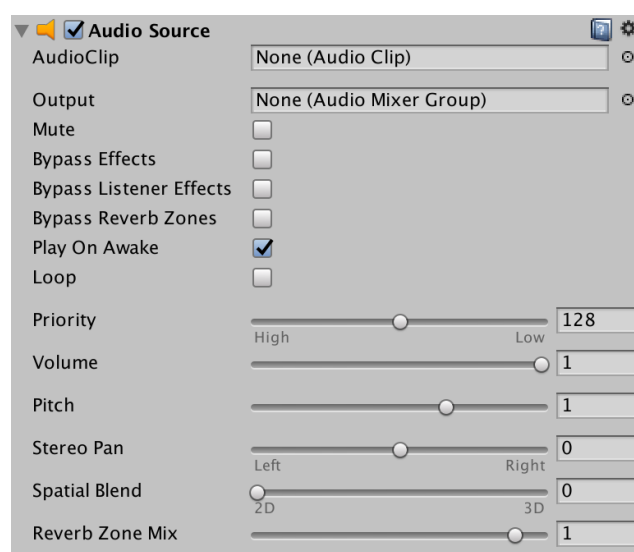 Audio Source
AudioClip None (Audio Clip)
Output None (Audio Mixer Group)
Mute
Bypass Effects
Bypass Listener Effects
Bypass Reverb Zones
Play On Awake
Loop
Priority 128
High Low
Volume 1
Pitch 1
Stereo Pan 0
Left Right
Spatial Blend 0
2D 3D
Reverb Zone Mix 1